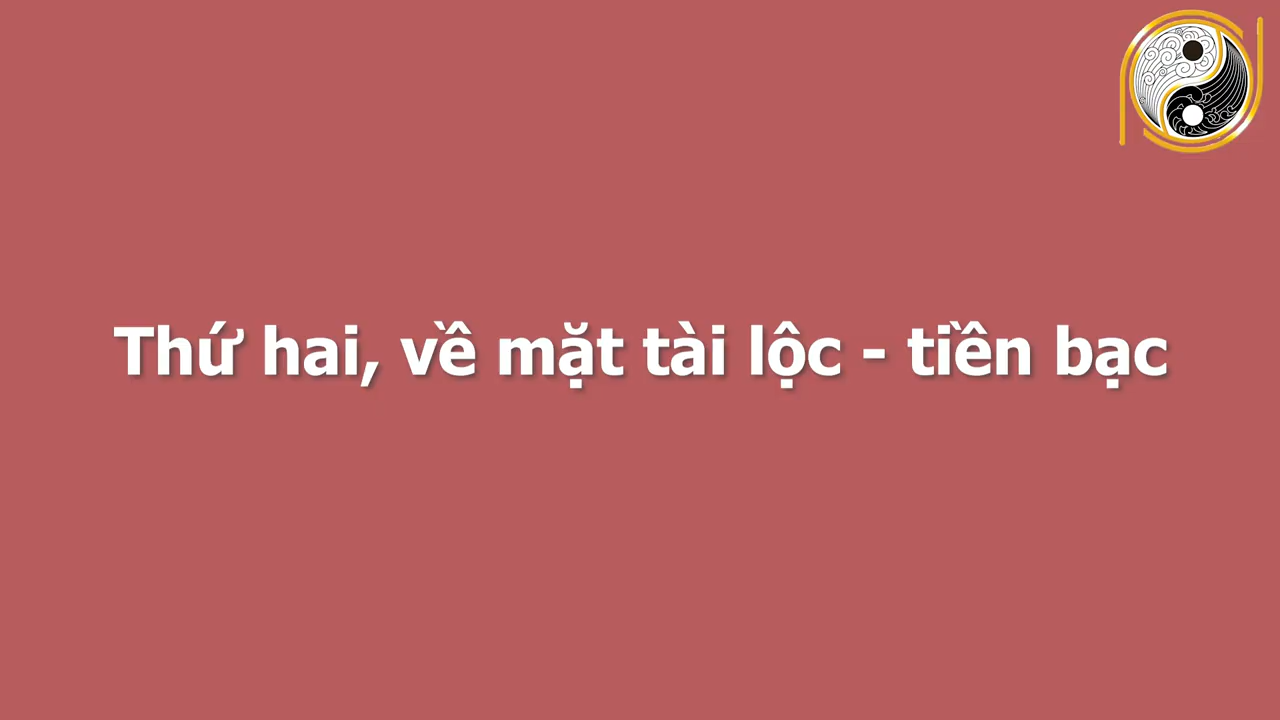 Thứ hai, về mặt tài lộc - tiền bạc